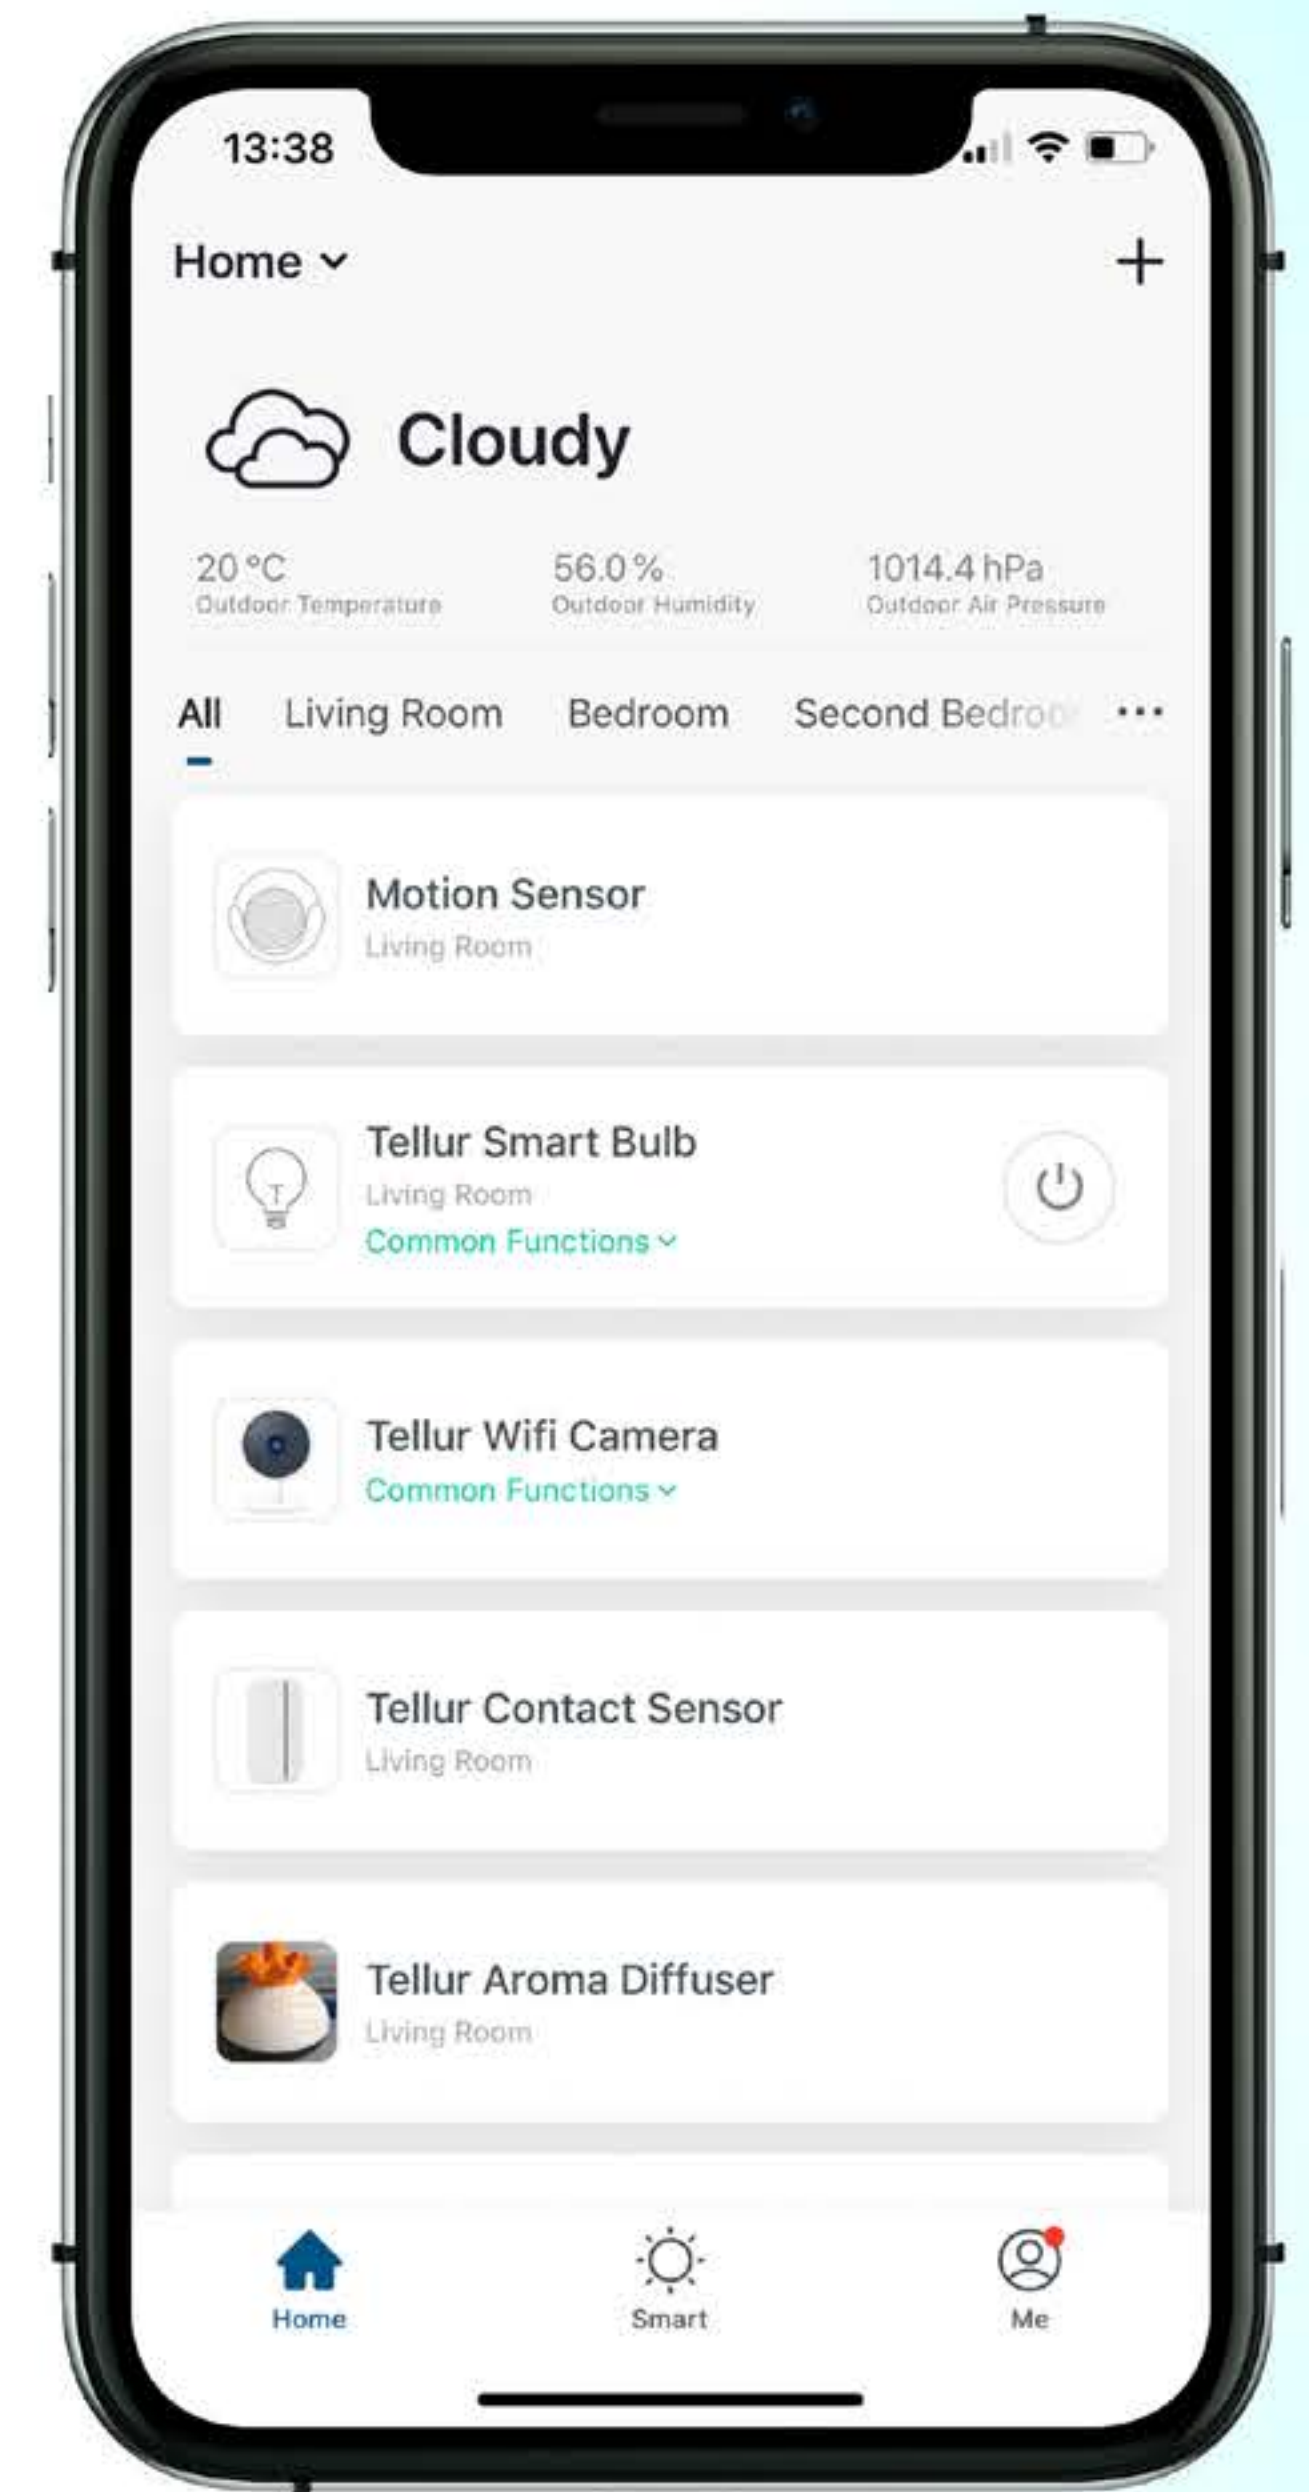 13:38
Home
Cloudy
20 °C 56.0 % 1014.4 hPa
Outdoor Temperature Outdoor Humidity Outdoor Air Pressure
All Living Room Bedroom Second Bedroo ...
Motion Sensor
Living Room
Tellur Smart Bulb
Living Room
Common Functions
Tellur Wifi Camera
Common Functions
Tellur Contact Sensor
Living Room
Tellur Aroma Diffuser
Living Room
Home Smart Me